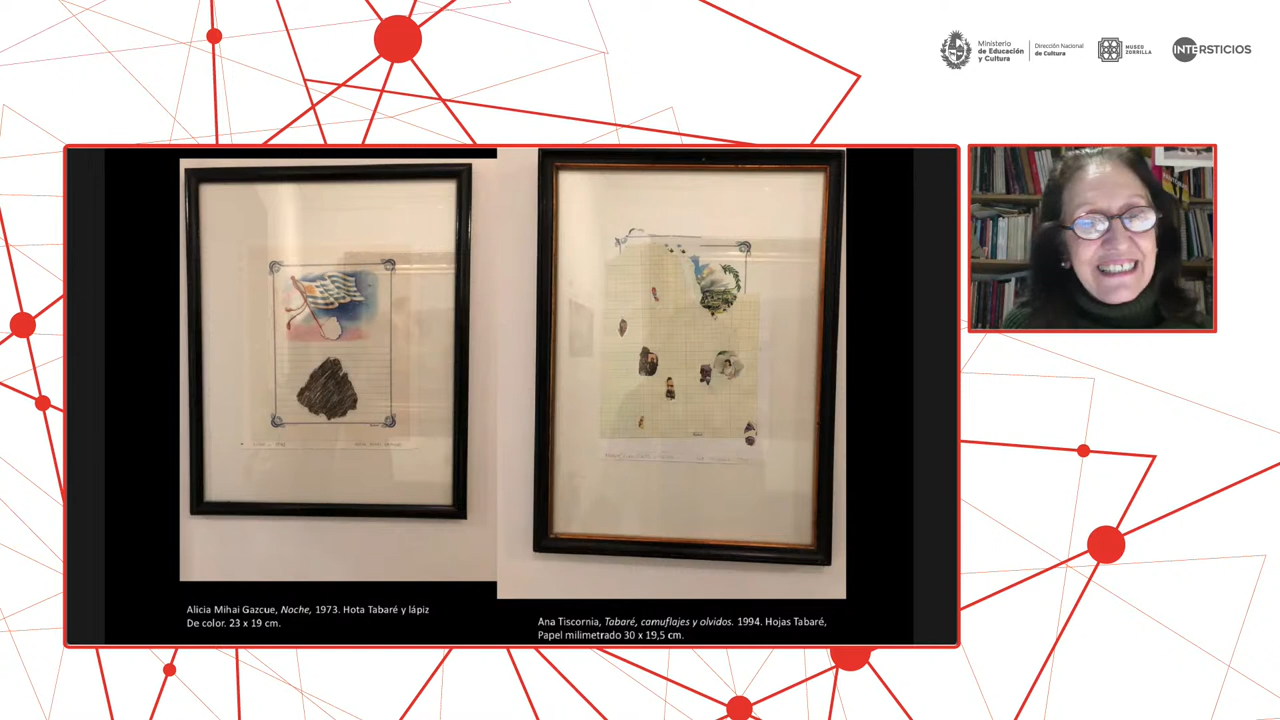 Ministerio
de Educación
y Cultura
Dirección Nacional
de Cultura
MUSEO
ZORRILLA
INTERSTICIOS
Alicia Mihai Gazcue, Noche, 1973. Hota Tabaré y lápiz
De color. 23 x 19 cm.
Ana Tiscornia, Tabaré, camuflajes y olvidos. 1994. Hojas Tabaré,
Papel milimetrado 30 x 19,5 cm.